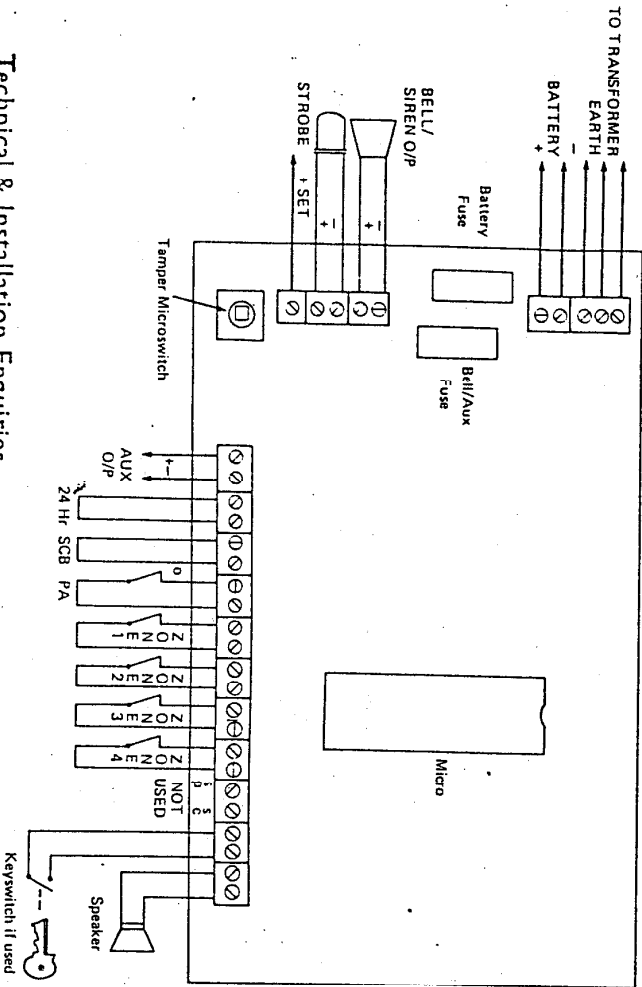 TO TRANSFORMER
EARTH
-
BATTERY
+
BELL/
SIREN O/P
- +
STROBE
- +
+ SET
Battery
Fuse
Bell/Aux
Fuse
Tamper Microswitch
Micro
+ -
AUX
O/P
24 Hr
SCB
PA
ZONE 1
ZONE 2
ZONE 3
ZONE 4
NOT
USED
Speaker
Keyswitch if used
Technical & Installation Enquiries